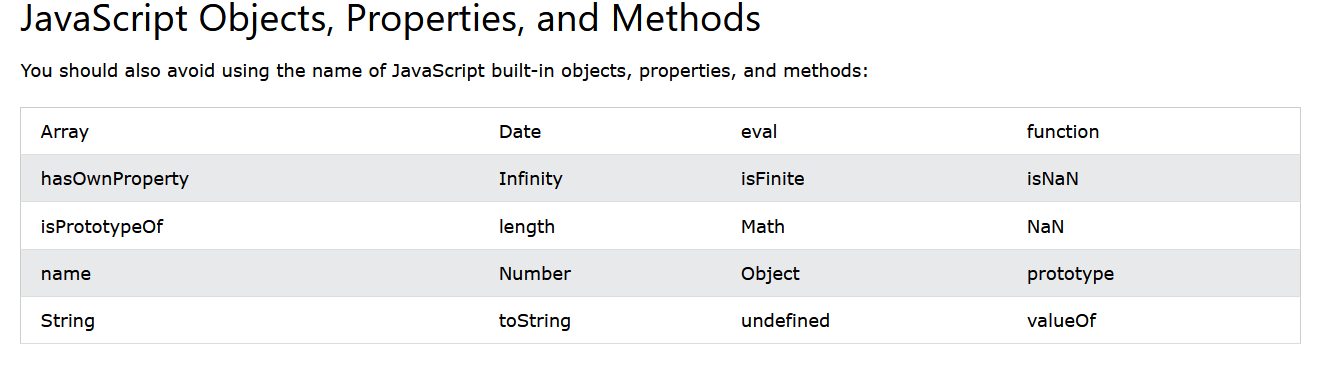 JavaScript Objects, Properties, and Methods
You should also avoid using the name of JavaScript built-in objects, properties, and methods:
Array Date eval function
hasOwnProperty Infinity isFinite isNaN
isPrototypeOf length Math NaN
name Number Object prototype
String toString undefined valueOf